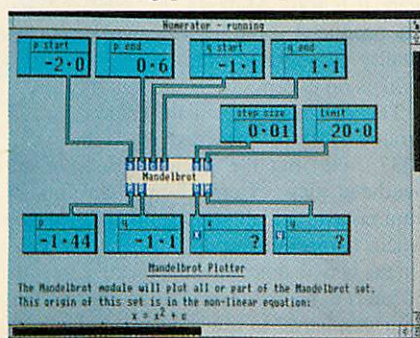 Numerator - running
p start
p end
q start
q end
-2·0
0·6
-1·1
1·1
step size
limit
0·01
20·0
Mandelbrot
p
q
x
y
-1·44
-1·1
?
?
Mandelbrot Plotter
The Mandelbrot module will plot all or part of the Mandelbrot set.
This origin of this set is in the non-linear equation:
x = x² + c